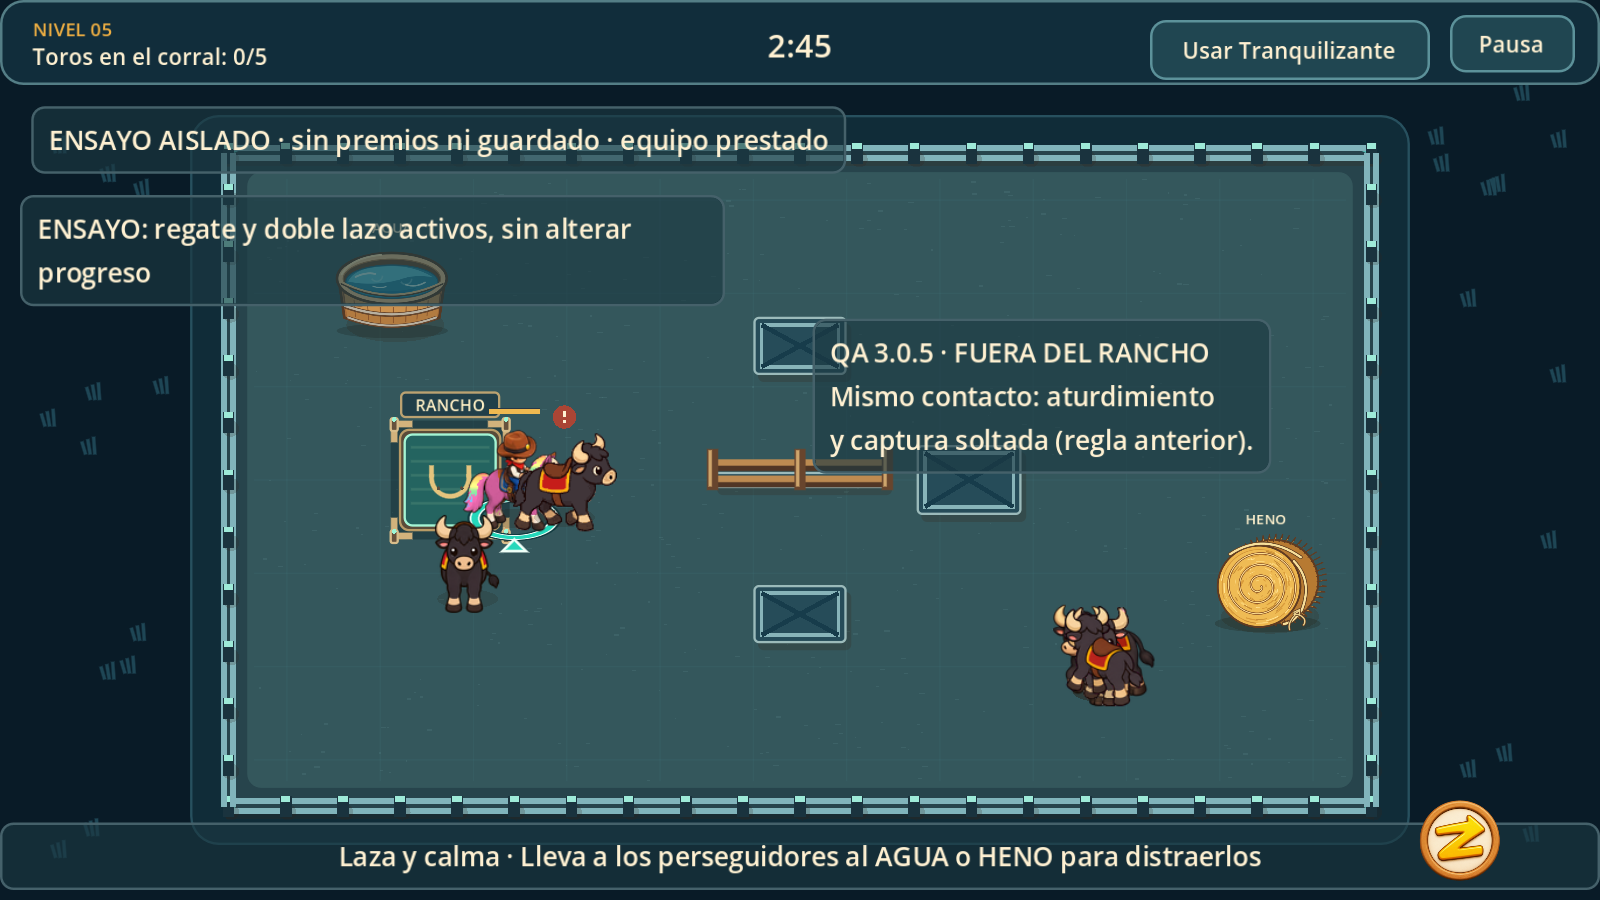 NIVEL 05
Toros en el corral: 0/5
2:45
Usar Tranquilizante
Pausa
ENSAYO AISLADO · sin premios ni guardado · equipo prestado
ENSAYO: regate y doble lazo activos, sin alterar
progreso
QA 3.0.5 · FUERA DEL RANCHO
Mismo contacto: aturdimiento
y captura soltada (regla anterior).
RANCHO
!
HENO
Laza y calma · Lleva a los perseguidores al AGUA o HENO para distraerlos